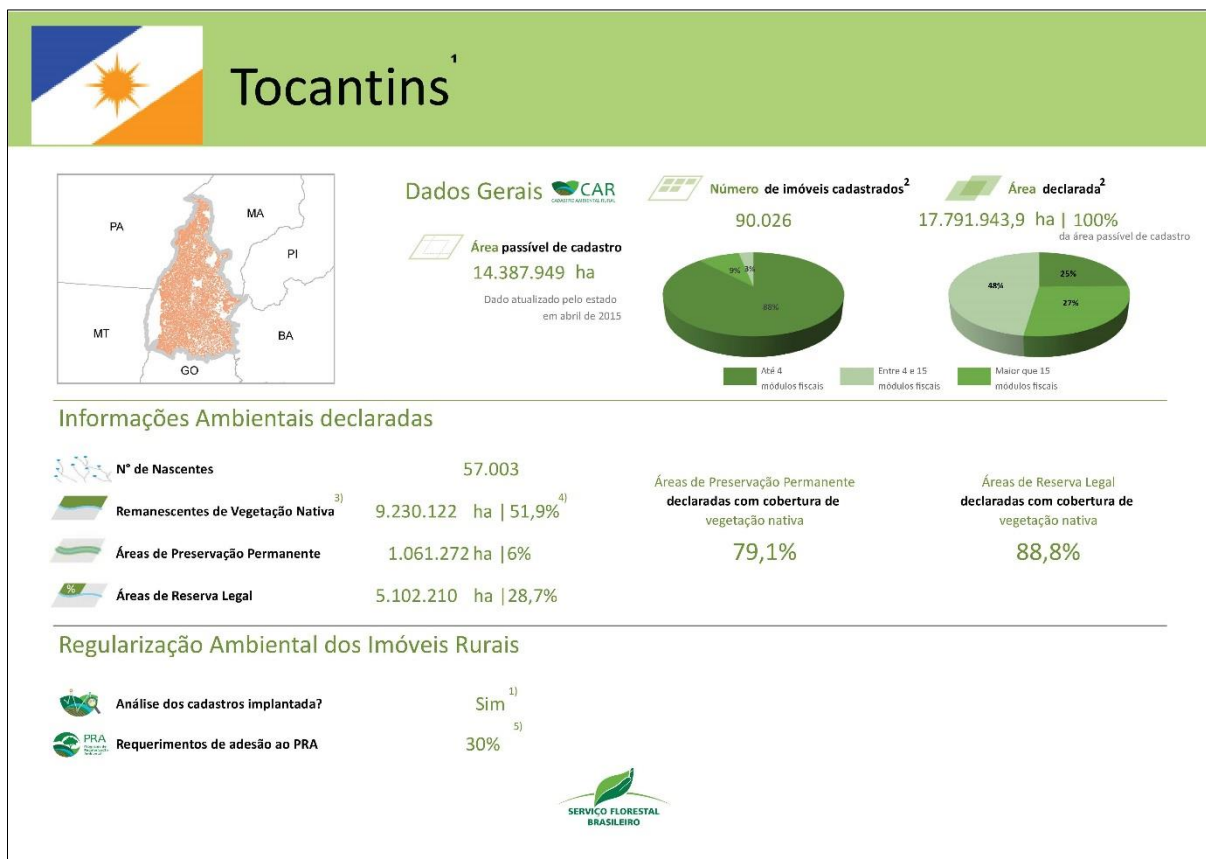 Tocantins¹
PA
MA
PI
MT
BA
GO
Dados Gerais
CAR
CADASTRO AMBIENTAL RURAL
Área passível de cadastro
14.387.949 ha
Dado atualizado pelo estado
em abril de 2015
Número de imóveis cadastrados²
90.026
9%
3%
88%
Área declarada²
17.791.943,9 ha | 100%
da área passível de cadastro
48%
25%
27%
Até 4
módulos fiscais
Entre 4 e 15
módulos fiscais
Maior que 15
módulos fiscais
Informações Ambientais declaradas
N° de Nascentes 57.003
Remanescentes de Vegetação Nativa 3) 9.230.122 ha | 51,9% 4)
Áreas de Preservação Permanente 1.061.272 ha |6%
% Áreas de Reserva Legal 5.102.210 ha |28,7%
Áreas de Preservação Permanente
declaradas com cobertura de
vegetação nativa
79,1%
Áreas de Reserva Legal
declaradas com cobertura de
vegetação nativa
88,8%
Regularização Ambiental dos Imóveis Rurais
Análise dos cadastros implantada? Sim 1)
PRA
Requerimentos de adesão ao PRA 30% 5)
SERVIÇO FLORESTAL
BRASILEIRO